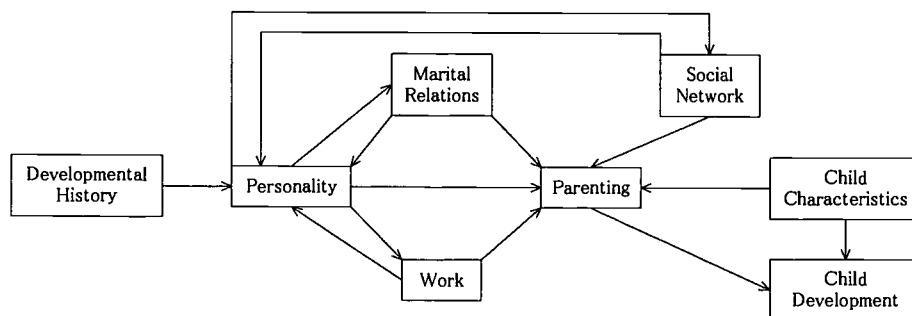 Marital
Relations
Social
Network
Developmental
History
Personality
Parenting
Child
Characteristics
Work
Child
Development